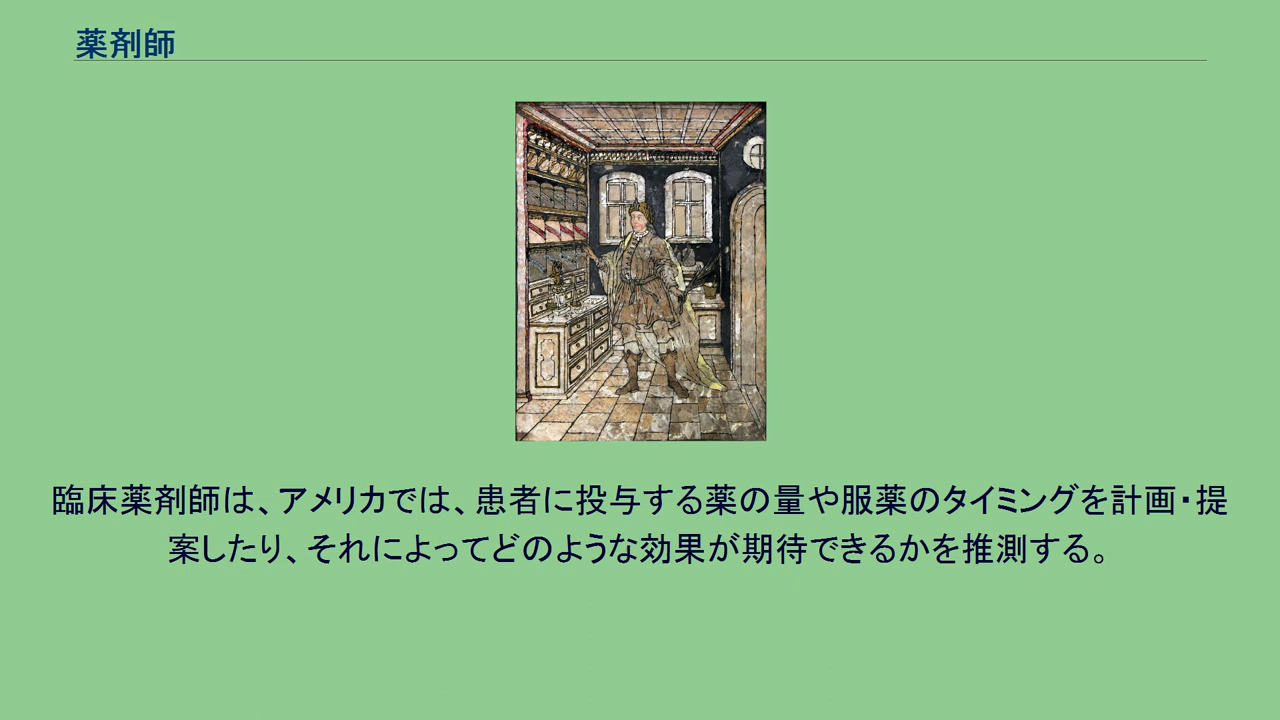 薬剤師
臨床薬剤師は、アメリカでは、患者に投与する薬の量や服薬のタイミングを計画・提
案したり、それによってどのような効果が期待できるかを推測する。